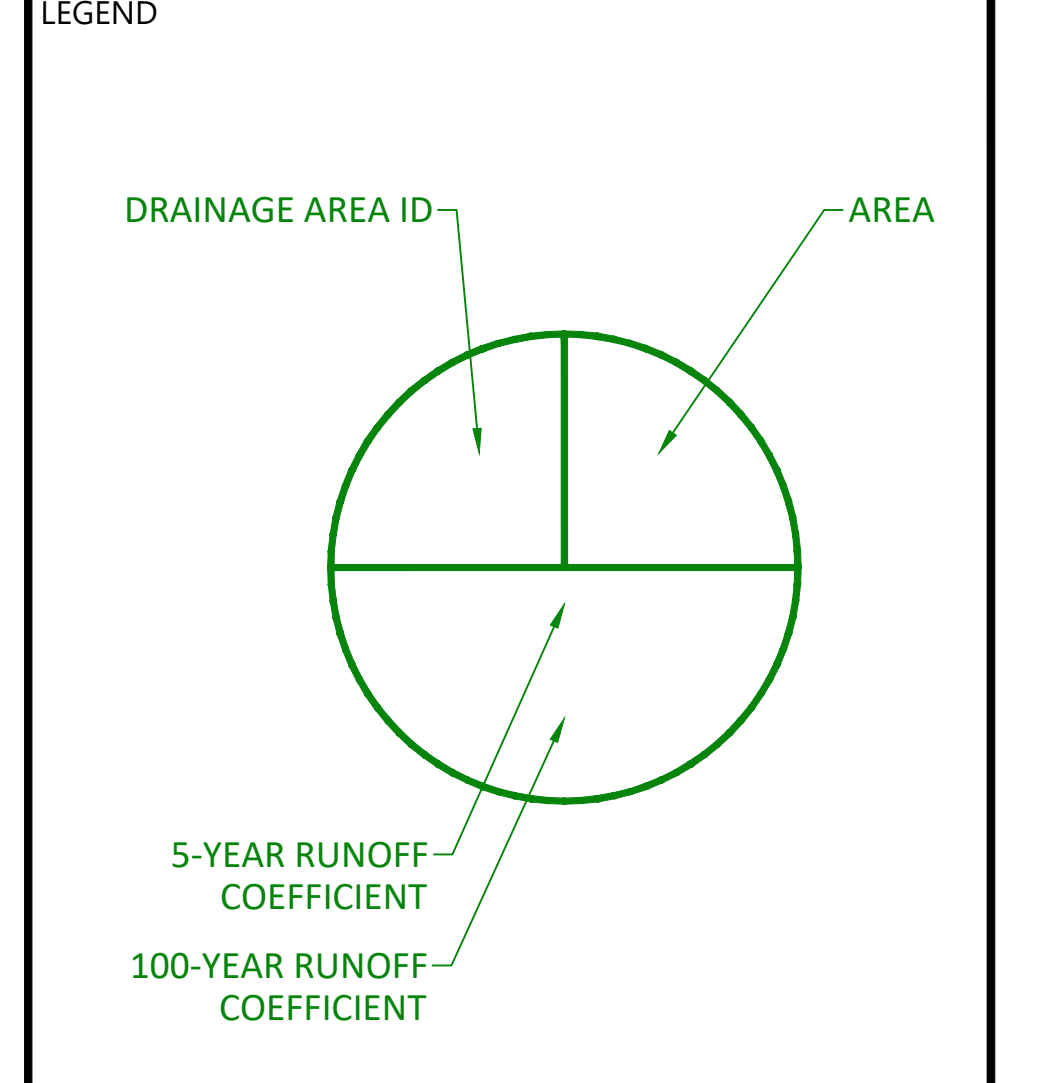 LEGEND
DRAINAGE AREA ID
AREA
5-YEAR RUNOFF
COEFFICIENT
100-YEAR RUNOFF
COEFFICIENT